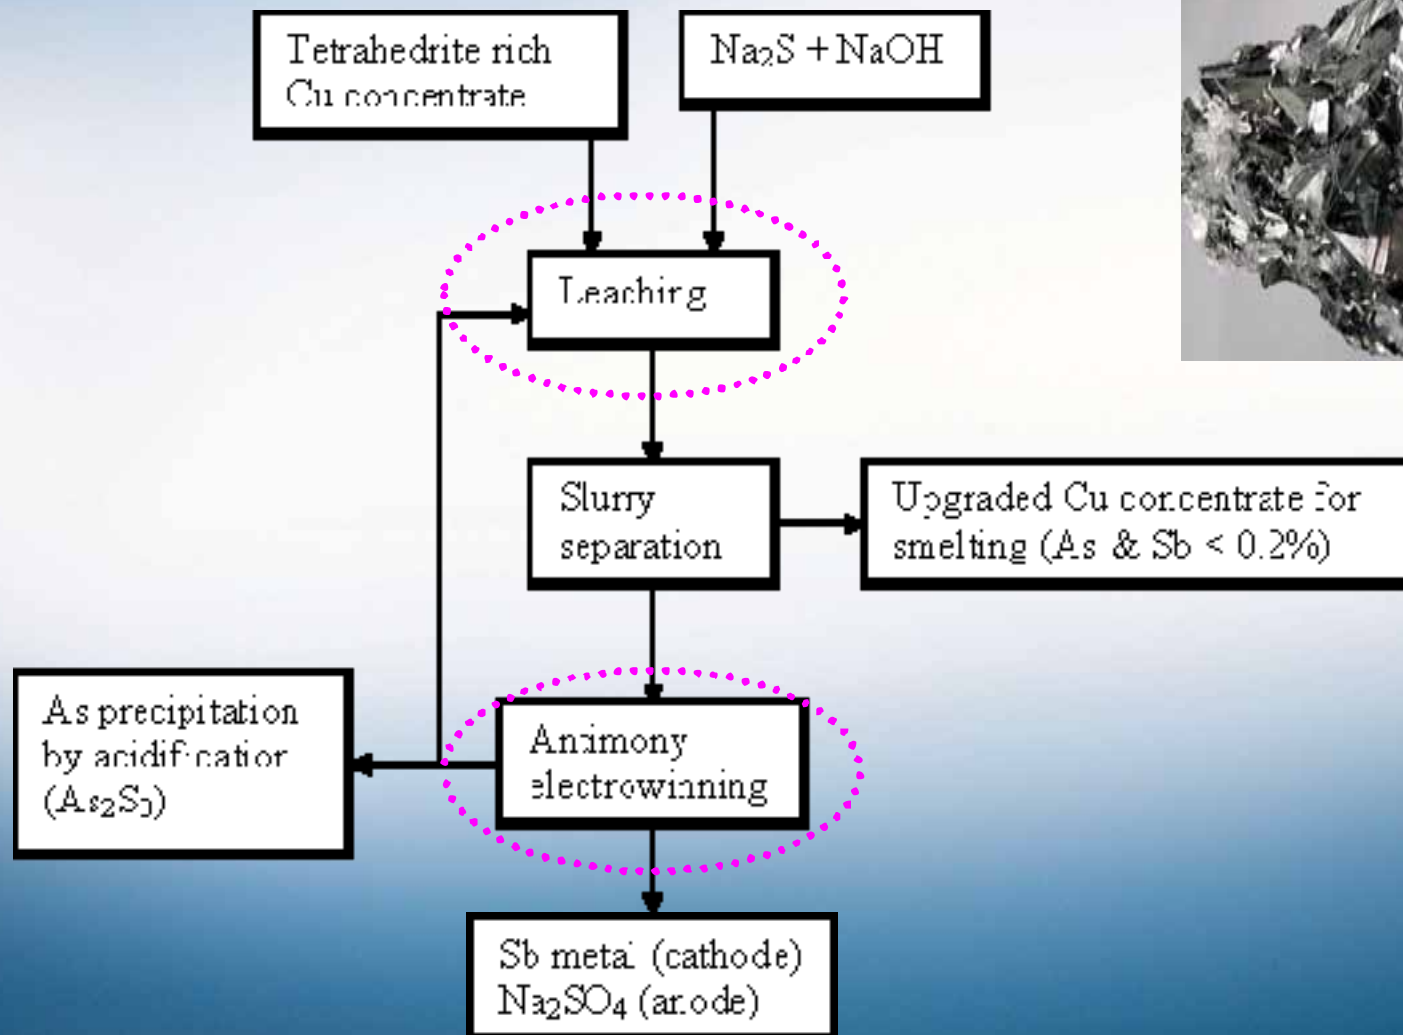 Tetrahedrite rich
Cu concentrate
Na₂S + NaOH
Leaching
Slurry
separation
Upgraded Cu concentrate for
smelting (As & Sb < 0.2%)
As precipitation
by acidification
(As₂S₃)
Antimony
electrowinning
Sb metal (cathode)
Na₂SO₄ (anode)